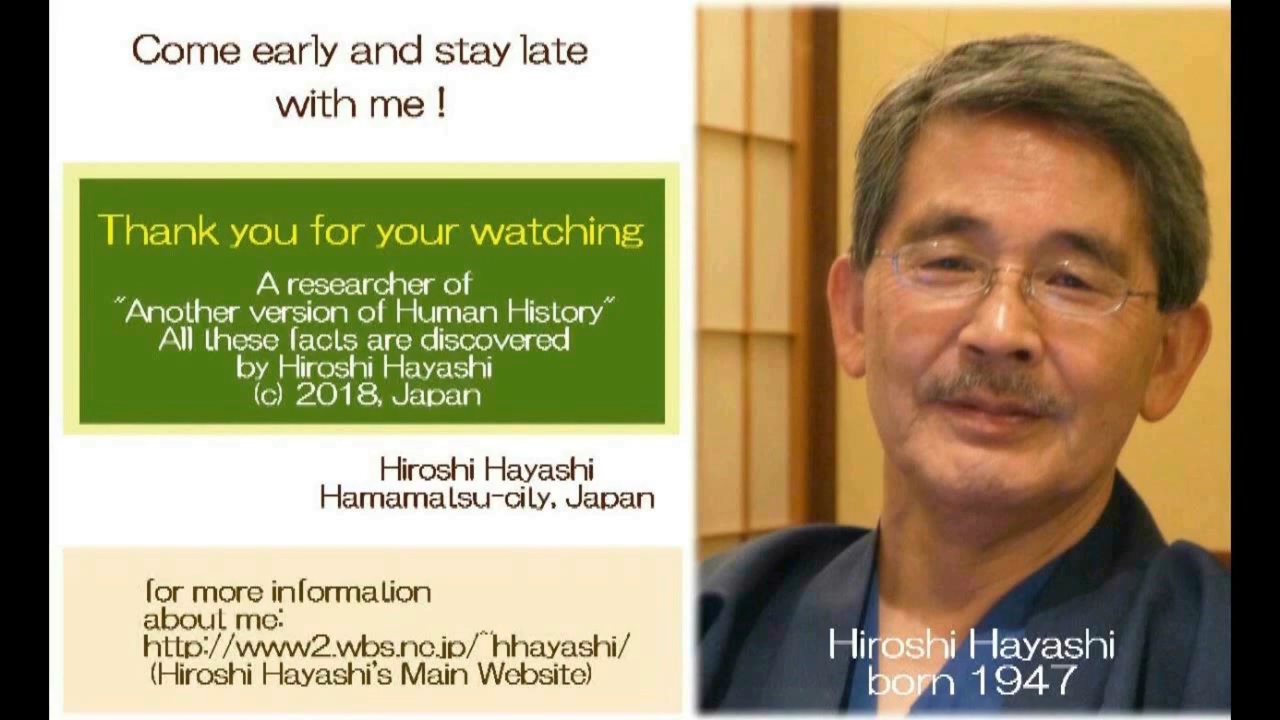 Come early and stay late
with me !
Thank you for your watching
A researcher of
"Another version of Human History"
All these facts are discovered
by Hiroshi Hayashi
(c) 2018, Japan
Hiroshi Hayashi
Hamamatsu-city, Japan
for more information
about me:
http://www2.wbs.ne.jp/~hhayashi/
(Hiroshi Hayashi's Main Website)
Hiroshi Hayashi
born 1947